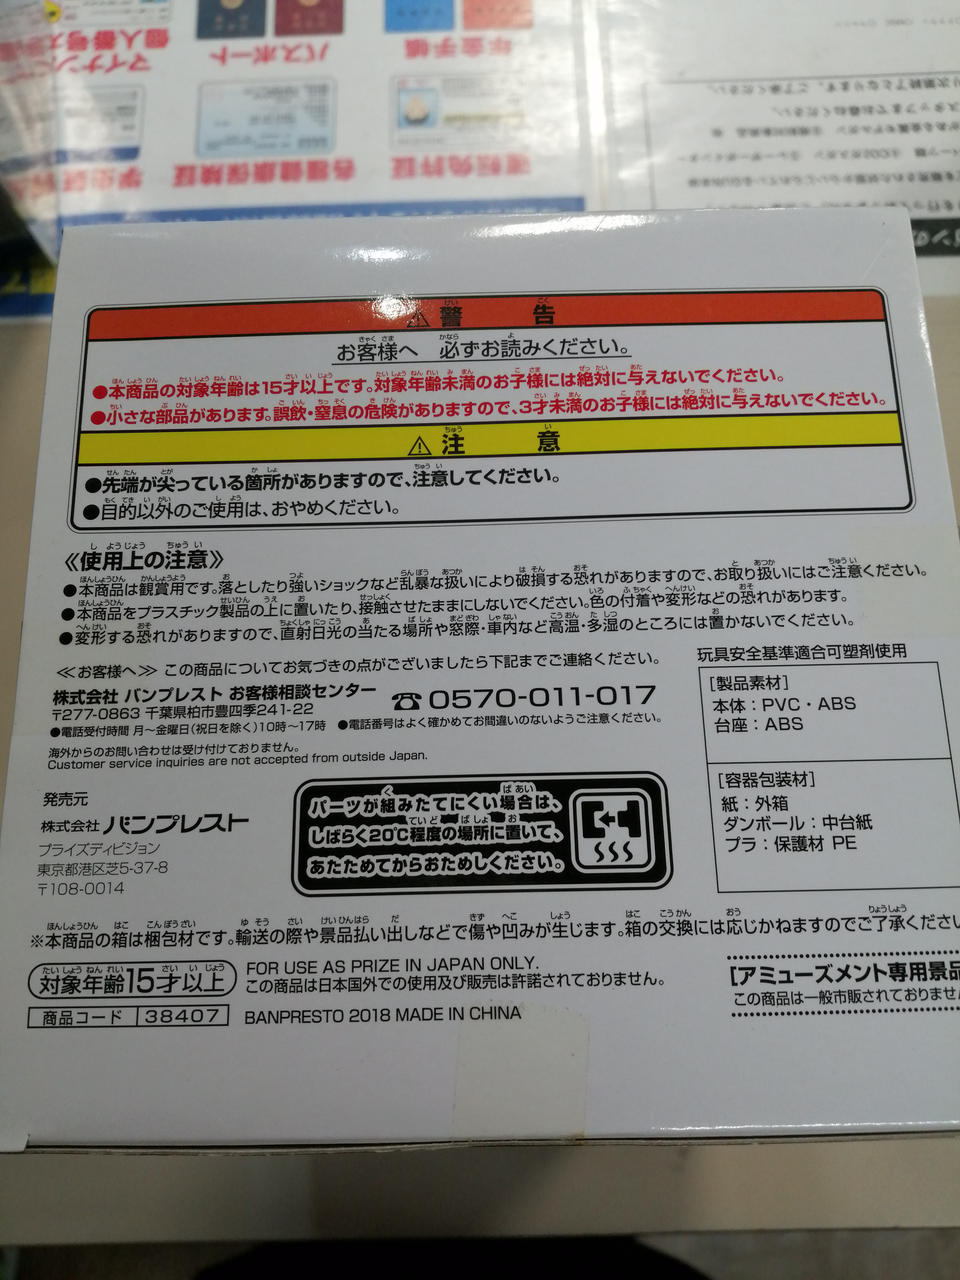 マイナン
個人番号
パスポート
年金手帳
学生証
各種健康保険証
運転免許証
警告
お客様へ 必ずお読みください。
●本商品の対象年齢は15才以上です。対象年齢未満のお子様には絶対に与えないでください。
●小さな部品があります。誤飲・窒息の危険がありますので、3才未満のお子様には絶対に与えないでください。
注意
●先端が尖っている箇所がありますので、注意してください。
●目的以外のご使用は、おやめください。
《使用上の注意》
●本商品は観賞用です。落としたり強いショックなど乱暴な扱いにより破損する恐れがありますので、お取り扱いにはご注意ください。
●本商品をプラスチック製品の上に置いたり、接触させたままにしないでください。色の付着や変形などの恐れがあります。
●変形する恐れがありますので、直射日光の当たる場所や窓際・車内など高温・多湿のところには置かないでください。
≪お客様へ≫ この商品についてお気づきの点がございましたら下記までご連絡ください。
株式会社 バンプレスト お客様相談センター ☎0570-011-017
〒277-0863 千葉県柏市豊四季241-22
●電話受付時間 月〜金曜日(祝日を除く)10時〜17時 ●電話番号はよく確かめてお間違いのないようご注意ください。
海外からのお問い合わせは受け付けておりません。
Customer service inquiries are not accepted from outside Japan.
玩具安全基準適合可塑剤使用
[製品素材]
本体：PVC・ABS
台座：ABS
[容器包装材]
紙：外箱
ダンボール：中台紙
プラ：保護材 PE
発売元
株式会社 バンプレスト
プライズディビジョン
東京都港区芝5-37-8
〒108-0014
パーツが組みたてにくい場合は、
しばらく20℃程度の場所に置いて、
あたためてからおためしください。
※本商品の箱は梱包材です。輸送の際や景品払い出しなどで傷や凹みが生じます。箱の交換には応じかねますのでご了承くださ
対象年齢15才以上
FOR USE AS PRIZE IN JAPAN ONLY.
この商品は日本国外での使用及び販売は許諾されておりません。
商品コード 38407
BANPRESTO 2018 MADE IN CHINA
[アミューズメント専用景品
この商品は一般市販されておりませ